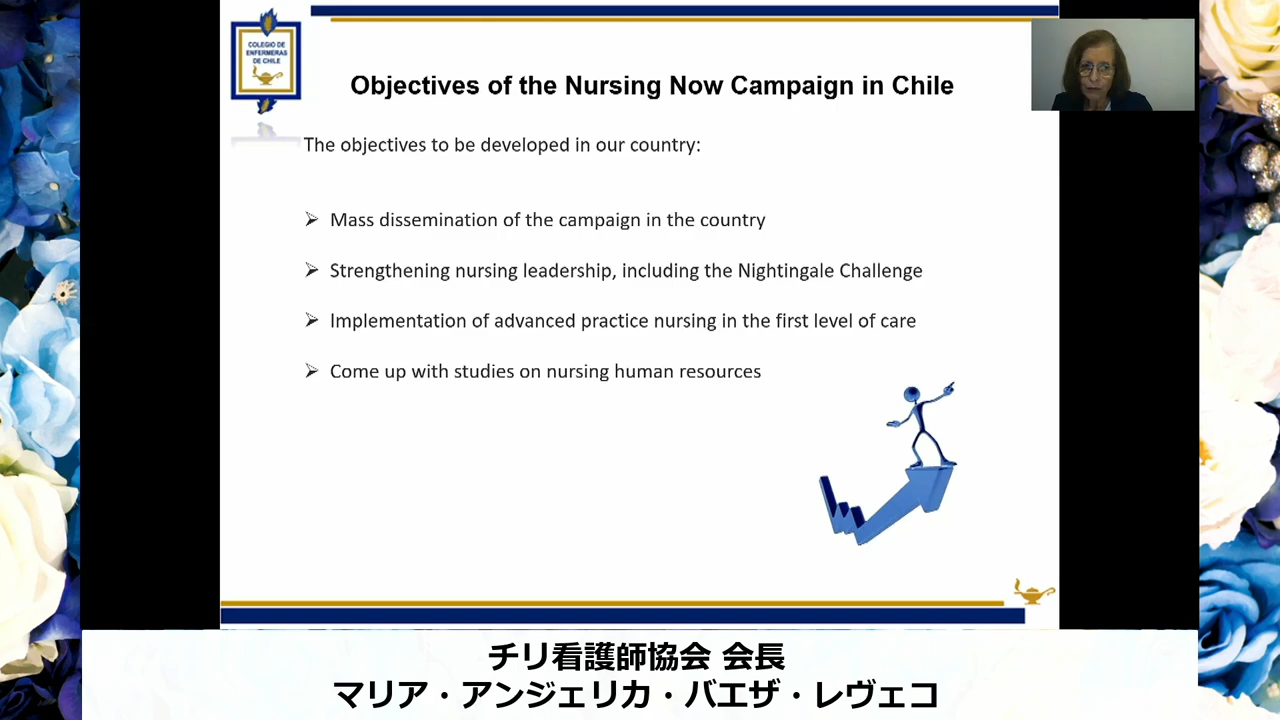 COLEGIO DE
ENFERMERAS
DE CHILE
Objectives of the Nursing Now Campaign in Chile
The objectives to be developed in our country:
➢ Mass dissemination of the campaign in the country
➢ Strengthening nursing leadership, including the Nightingale Challenge
➢ Implementation of advanced practice nursing in the first level of care
➢ Come up with studies on nursing human resources
チリ看護師協会 会長
マリア・アンジェリカ・バエザ・レヴェコ